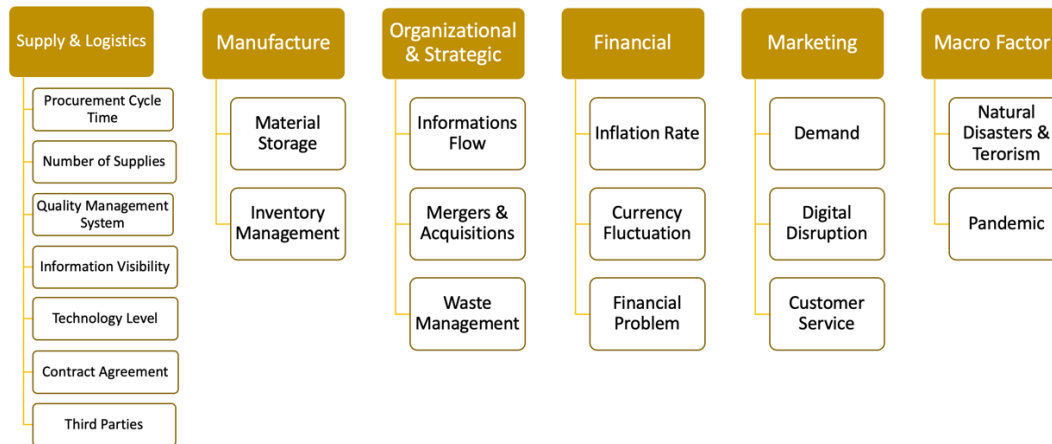 Supply & Logistics
Procurement Cycle
Time
Number of Supplies
Quality Management
System
Information Visibility
Technology Level
Contract Agreement
Third Parties
Manufacture
Material
Storage
Inventory
Management
Organizational
& Strategic
Informations
Flow
Mergers &
Acquisitions
Waste
Management
Financial
Inflation Rate
Currency
Fluctuation
Financial
Problem
Marketing
Demand
Digital
Disruption
Customer
Service
Macro Factor
Natural
Disasters &
Terorism
Pandemic